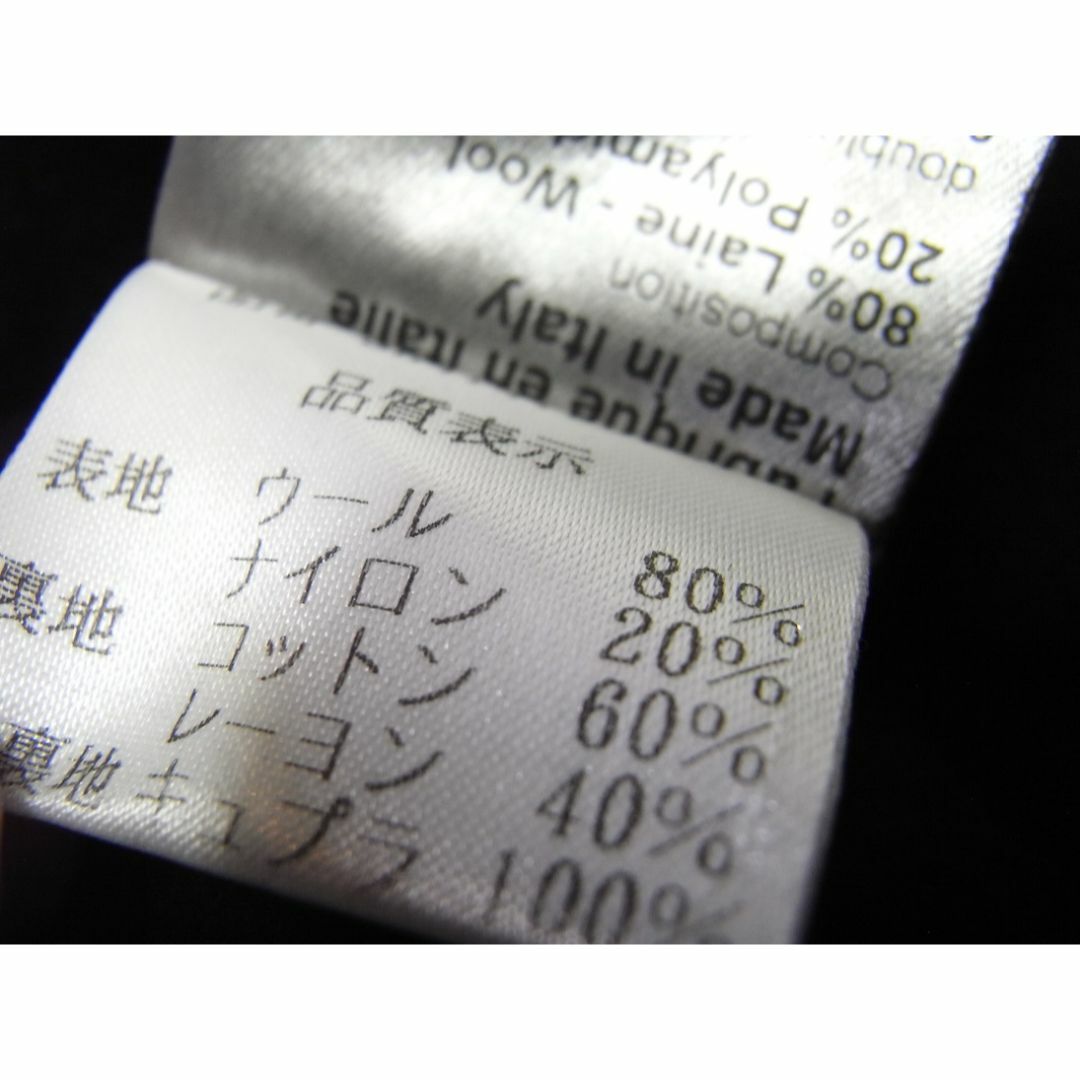 品質表示
表地 ウール 80%
ナイロン 20%
裏地 コットン 60%
レーヨン 40%
裏地 キュプラ 100%
Fabriqué en Italie
Made in Italy
Composition
80% Laine - Wool
20% Polyamid
doubl